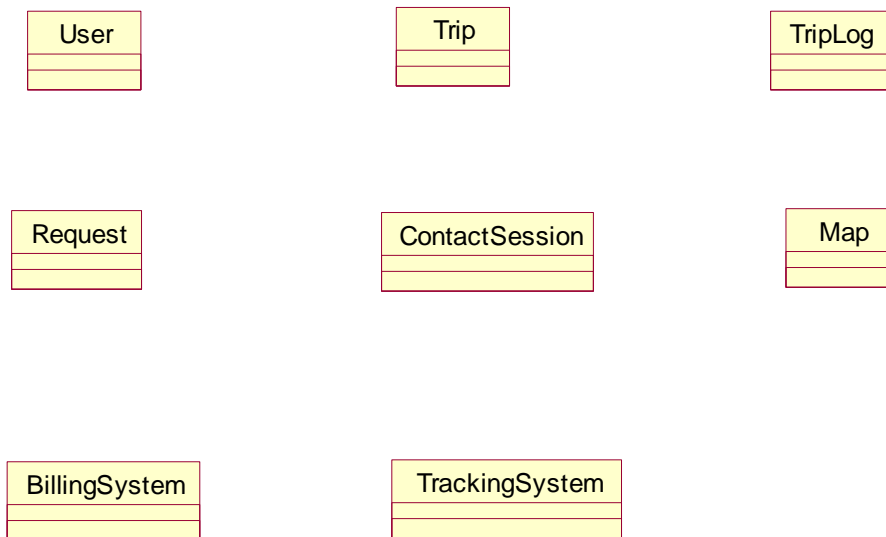 User
Trip
TripLog
Request
ContactSession
Map
BillingSystem
TrackingSystem